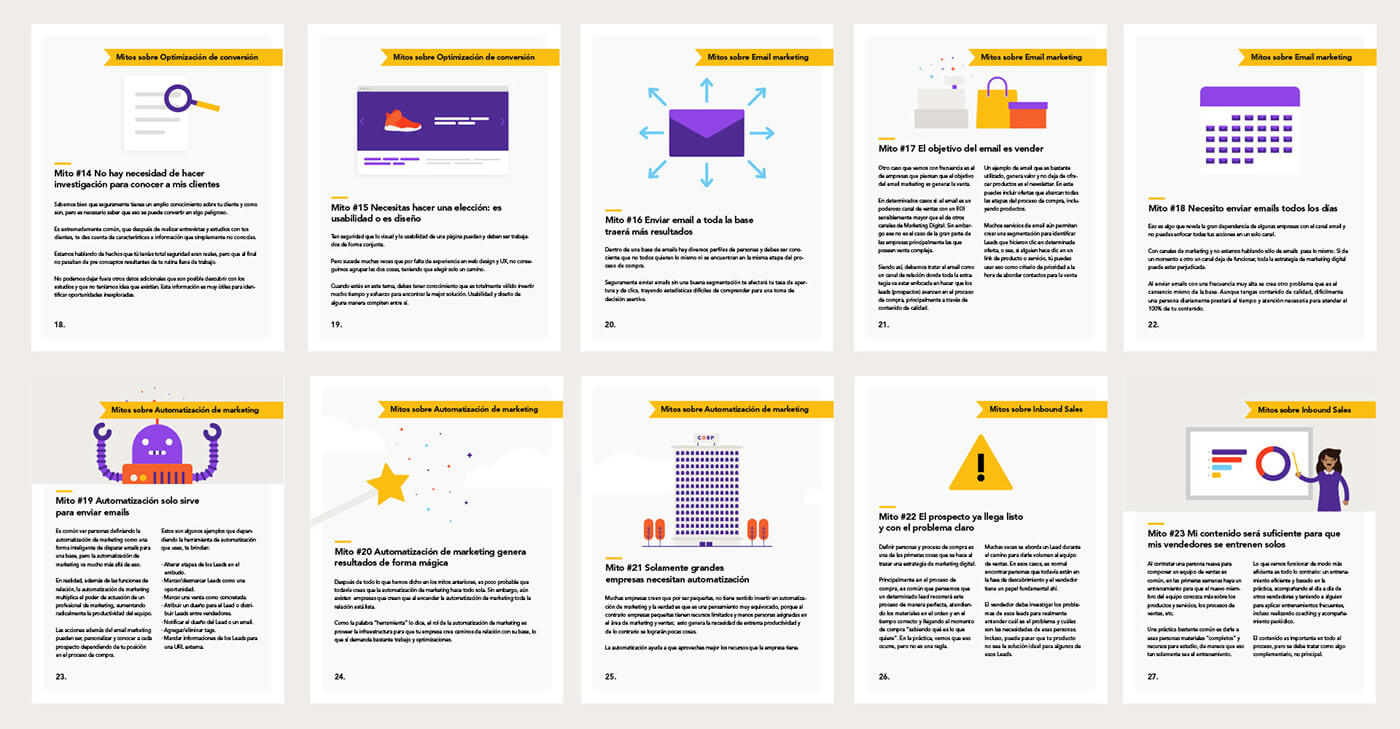 Mitos sobre Optimización de conversión
Mito #14 No hay necesidad de hacer
investigación para conocer a mis clientes
Sabemos bien que seguramente tienes un amplio conocimiento sobre tu cliente y como
son, pero es necesario saber que eso se puede convertir en algo peligroso.
Es extremadamente común, que después de realizar entrevistas y estudios con tus
clientes, te des cuenta de características e información que simplemente no conocías.
Estamos hablando de hechos que tú tenías total seguridad eran reales, pero que al final
no pasaban de pre conceptos resultantes de tu rutina llena de trabajo.
No podemos dejar fuera otros datos adicionales que son posible descubrir con los
estudios y que no teníamos idea que existían. Esta información es muy útiles para iden-
tificar oportunidades inexploradas.
18.
Mitos sobre Optimización de conversión
Mito #15 Necesitas hacer una elección: es
usabilidad o es diseño
Ten seguridad que lo visual y la usabilidad de una página pueden y deben ser trabaja-
dos de forma conjunta.
Pero sucede muchas veces que por falta de experiencia en web design y UX, no conse-
guimos agrupar las dos cosas, teniendo que elegir solo un camino.
Cuando estés en este tema, debes tener conocimiento que es totalmente válido invertir
mucho tiempo y esfuerzo para encontrar la mejor solución. Usabilidad y diseño de
alguna manera compiten entre sí.
19.
Mitos sobre Email marketing
Mito #16 Enviar email a toda la base
traerá más resultados
Dentro de una base de emails hay diversos perfiles de personas y debes ser cons-
ciente que no todos quieren lo mismo ni se encuentran en la misma etapa del pro-
ceso de compra.
Seguramente enviar emails sin una buena segmentación te afectará tu tasa de aper-
tura y de clics, trayendo estadísticas difíciles de comprender para una toma de
decisión asertiva.
20.
Mitos sobre Email marketing
Mito #17 El objetivo del email es vender
Otro caso que vemos con frecuencia es el
de empresas que piensan que el objetivo
del email marketing es generar la venta.
En determinados casos sí: el email es un
poderoso canal de ventas con un ROI
sensiblemente mayor que el de otros
canales de Marketing Digital. Sin embar-
go ese no es el caso de la gran parte de
las empresas principalmente las que
poseen venta compleja.
Siendo así, debemos tratar el email como
un canal de relación donde toda la estra-
tegia va estar enfocada en hacer que los
leads (prospectos) avancen en el proceso
de compra, principalmente a través de
contenido de calidad.
Un ejemplo de email que es bastante
utilizado, genera valor y no deja de ofre-
cer productos es el newsletter. En este
puedes incluir ofertas que abarcan todas
las etapas del proceso de compra, inclu-
yendo productos.
Muchos servicios de email aún permiten
crear una segmentación para identificar
Leads que hicieron clic en determinada
oferta, o sea, si alguien hace clic en un
link de producto o servicio, tú puedes
usar eso como criterio de prioridad a la
hora de abordar contactos para la venta
21.
Mitos sobre Email marketing
Mito #18 Necesito enviar emails todos los días
Eso es algo que revela la gran dependencia de algunas empresas con el canal email y
no puedes enfocar todas tus acciones en un solo canal.
Con canales de marketing y no estamos hablando sólo de emails pasa lo mismo. Si de
un momento a otro un canal deja de funcionar, toda la estrategia de marketing digital
puede estar perjudicada.
Al enviar emails con una frecuencia muy alta se crea otro problema que es el
cansancio mismo de la base. Aunque tengas contenido de calidad, difícilmente
una persona diariamente prestará el tiempo y atención necesaria para atender el
100% de tu contenido.
22.
Mitos sobre Automatización de marketing
Mito #19 Automatización solo sirve
para enviar emails
Es común ver personas definiendo la
automatización de marketing como una
forma inteligente de disparar emails para
una base, pero la automatización de
marketing va mucho más allá de eso.
En realidad, además de las funciones de
relación, la automatización de marketing
multiplica el poder de actuación de un
profesional de marketing, aumentando
radicalmente la productividad del equipo.
Las acciones además del email marketing
pueden ser personalizar y conocer a cada
prospecto dependiendo de tu posición
en el proceso de compra.
Estos son algunos ejemplos que depen-
diendo la herramienta de automatización
que uses, te brindan:
· Alterar etapas de los Leads en el
embudo.
· Marcar/desmarcar Leads como una
oportunidad.
· Marcar una venta como concretada.
· Atribuir un dueño para el Lead o distri-
buir Leads entre vendedores.
· Notificar el dueño del Lead o un email.
· Agregar/eliminar tags.
· Mandar informaciones de los Leads para
una URL externa.
23.
Mitos sobre Automatización de marketing
Mito #20 Automatización de marketing genera
resultados de forma mágica
Después de todo lo que hemos dicho en los mitos anteriores, es poco probable que
todavía creas que la automatización de marketing hace todo sola. Sin embargo, aún
existen empresas que creen que al encender la automatización de marketing toda la
relación está lista.
Como la palabra "herramienta" lo dice, el rol de la automatización de marketing es
proveer la infraestructura para que tu empresa cree caminos de relación con su base, lo
que sí demanda bastante trabajo y optimizaciones.
24.
Mitos sobre Automatización de marketing
CORP
Mito #21 Solamente grandes
empresas necesitan automatización
Muchas empresas creen que por ser pequeñas, no tiene sentido invertir en automatiza-
ción de marketing y la verdad es que es una pensamiento muy equivocado, porque al
contrario empresas pequeñas tienen recursos limitados y menos personas asignadas en
el área de marketing y ventas; esto genera la necesidad de extrema productividad y
de lo contrario se lograrán pocas cosas.
La automatización ayuda a que aproveches mejor los recursos que la empresa tiene.
25.
Mitos sobre Inbound Sales
Mito #22 El prospecto ya llega listo
y con el problema claro
Definir personas y proceso de compra es
una de las primeras cosas que se hace al
trazar una estrategia de marketing digital.
Principalmente en el proceso de
compra, es común que pensemos que
un determinado lead recorrerá este
proceso de manera perfecta, atendien-
do los materiales en el orden y en el
tiempo correcto y llegando al momento
de compra "sabiendo qué es lo que
quiere". En la práctica, vemos que eso
ocurre, pero no es una regla.
Muchas veces se aborda un Lead durante
el camino para darle volumen al equipo
de ventas. En esos casos, es normal
encontrar personas que todavía están en
la fase de descubrimiento y el vendedor
tiene un papel fundamental ahí.
El vendedor debe investigar los proble-
mas de esos leads para realmente
entender cuál es el problema y cuáles
son las necesidades de esas personas.
Incluso, puede pasar que tu producto
no sea la solución ideal para algunos de
esos Leads.
26.
Mitos sobre Inbound Sales
Mito #23 Mi contenido será suficiente para que
mis vendedores se entrenen solos
Al contratar una persona nueva para
componer un equipo de ventas es
común, en las primeras semanas haya un
entrenamiento para que el nuevo miem-
bro del equipo conozca más sobre los
productos y servicios, los procesos de
ventas, etc.
Una práctica bastante común es darle a
esas personas materiales "completos" y
recursos para estudio, de manera que eso
tan solamente sea el entrenamiento.
Lo que vemos funcionar de modo más
eficiente es todo lo contrario: un entrena-
miento eficiente y basado en la
práctica, acompañando el día a día de
otros vendedores y teniendo a alguien
para aplicar entrenamientos frecuentes,
incluso realizando coaching y acompaña-
miento periódico.
El contenido es importante en todo el
proceso, pero se debe tratar como algo
complementario, no principal.
27.